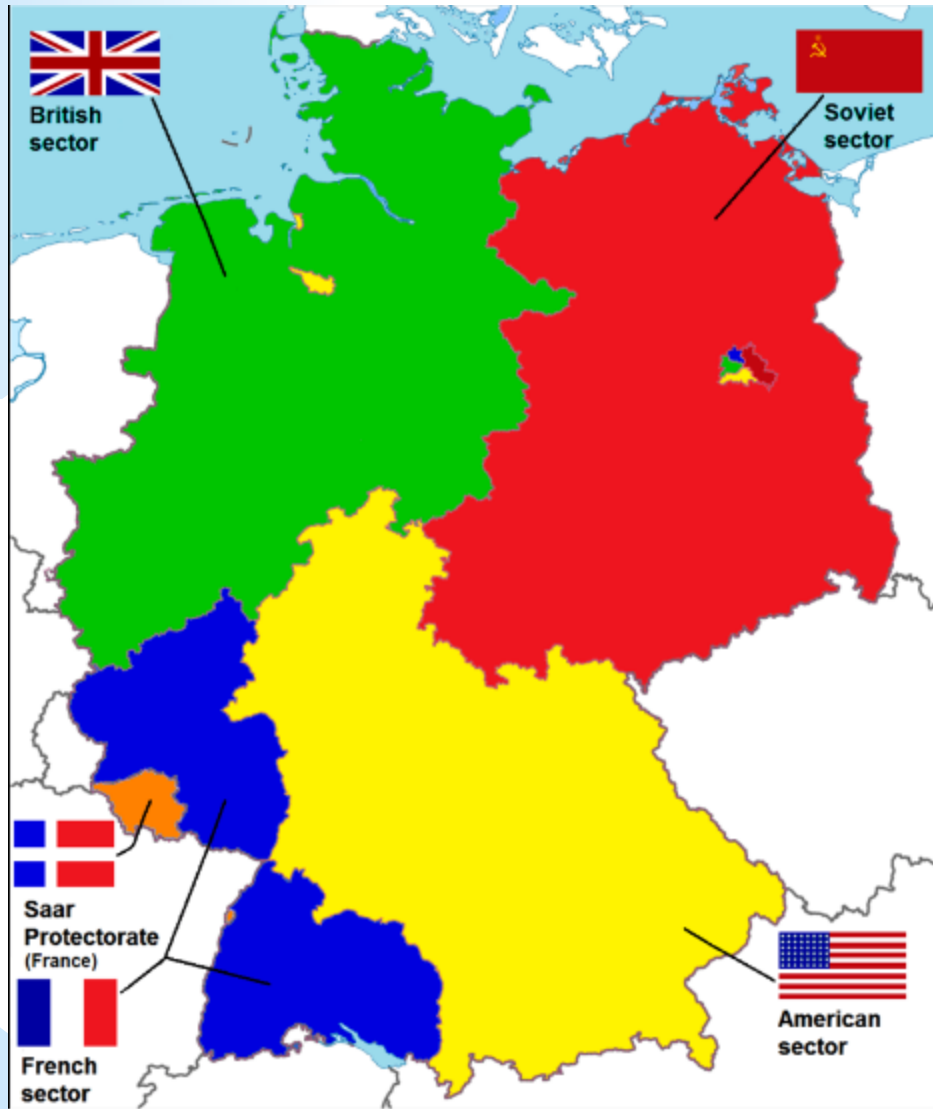 British
sector
Soviet
sector
Saar
Protectorate
(France)
French
sector
American
sector